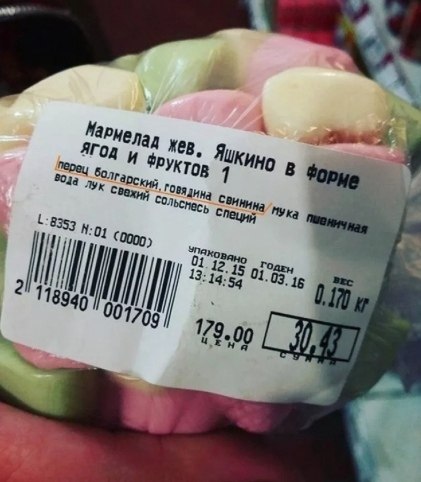 Мармелад жев. Яшкино в форме
ягод и фруктов 1
перец болгарский,говядина свинина мука пшеничная
вода лук свежий сольсмесь специй
L:8353 N:01 (0000)
упаковано годен вес
01.12.15 01.03.16 0.170 кг
13:14:54
2 118940 001709
179.00 30.43
цена сумма